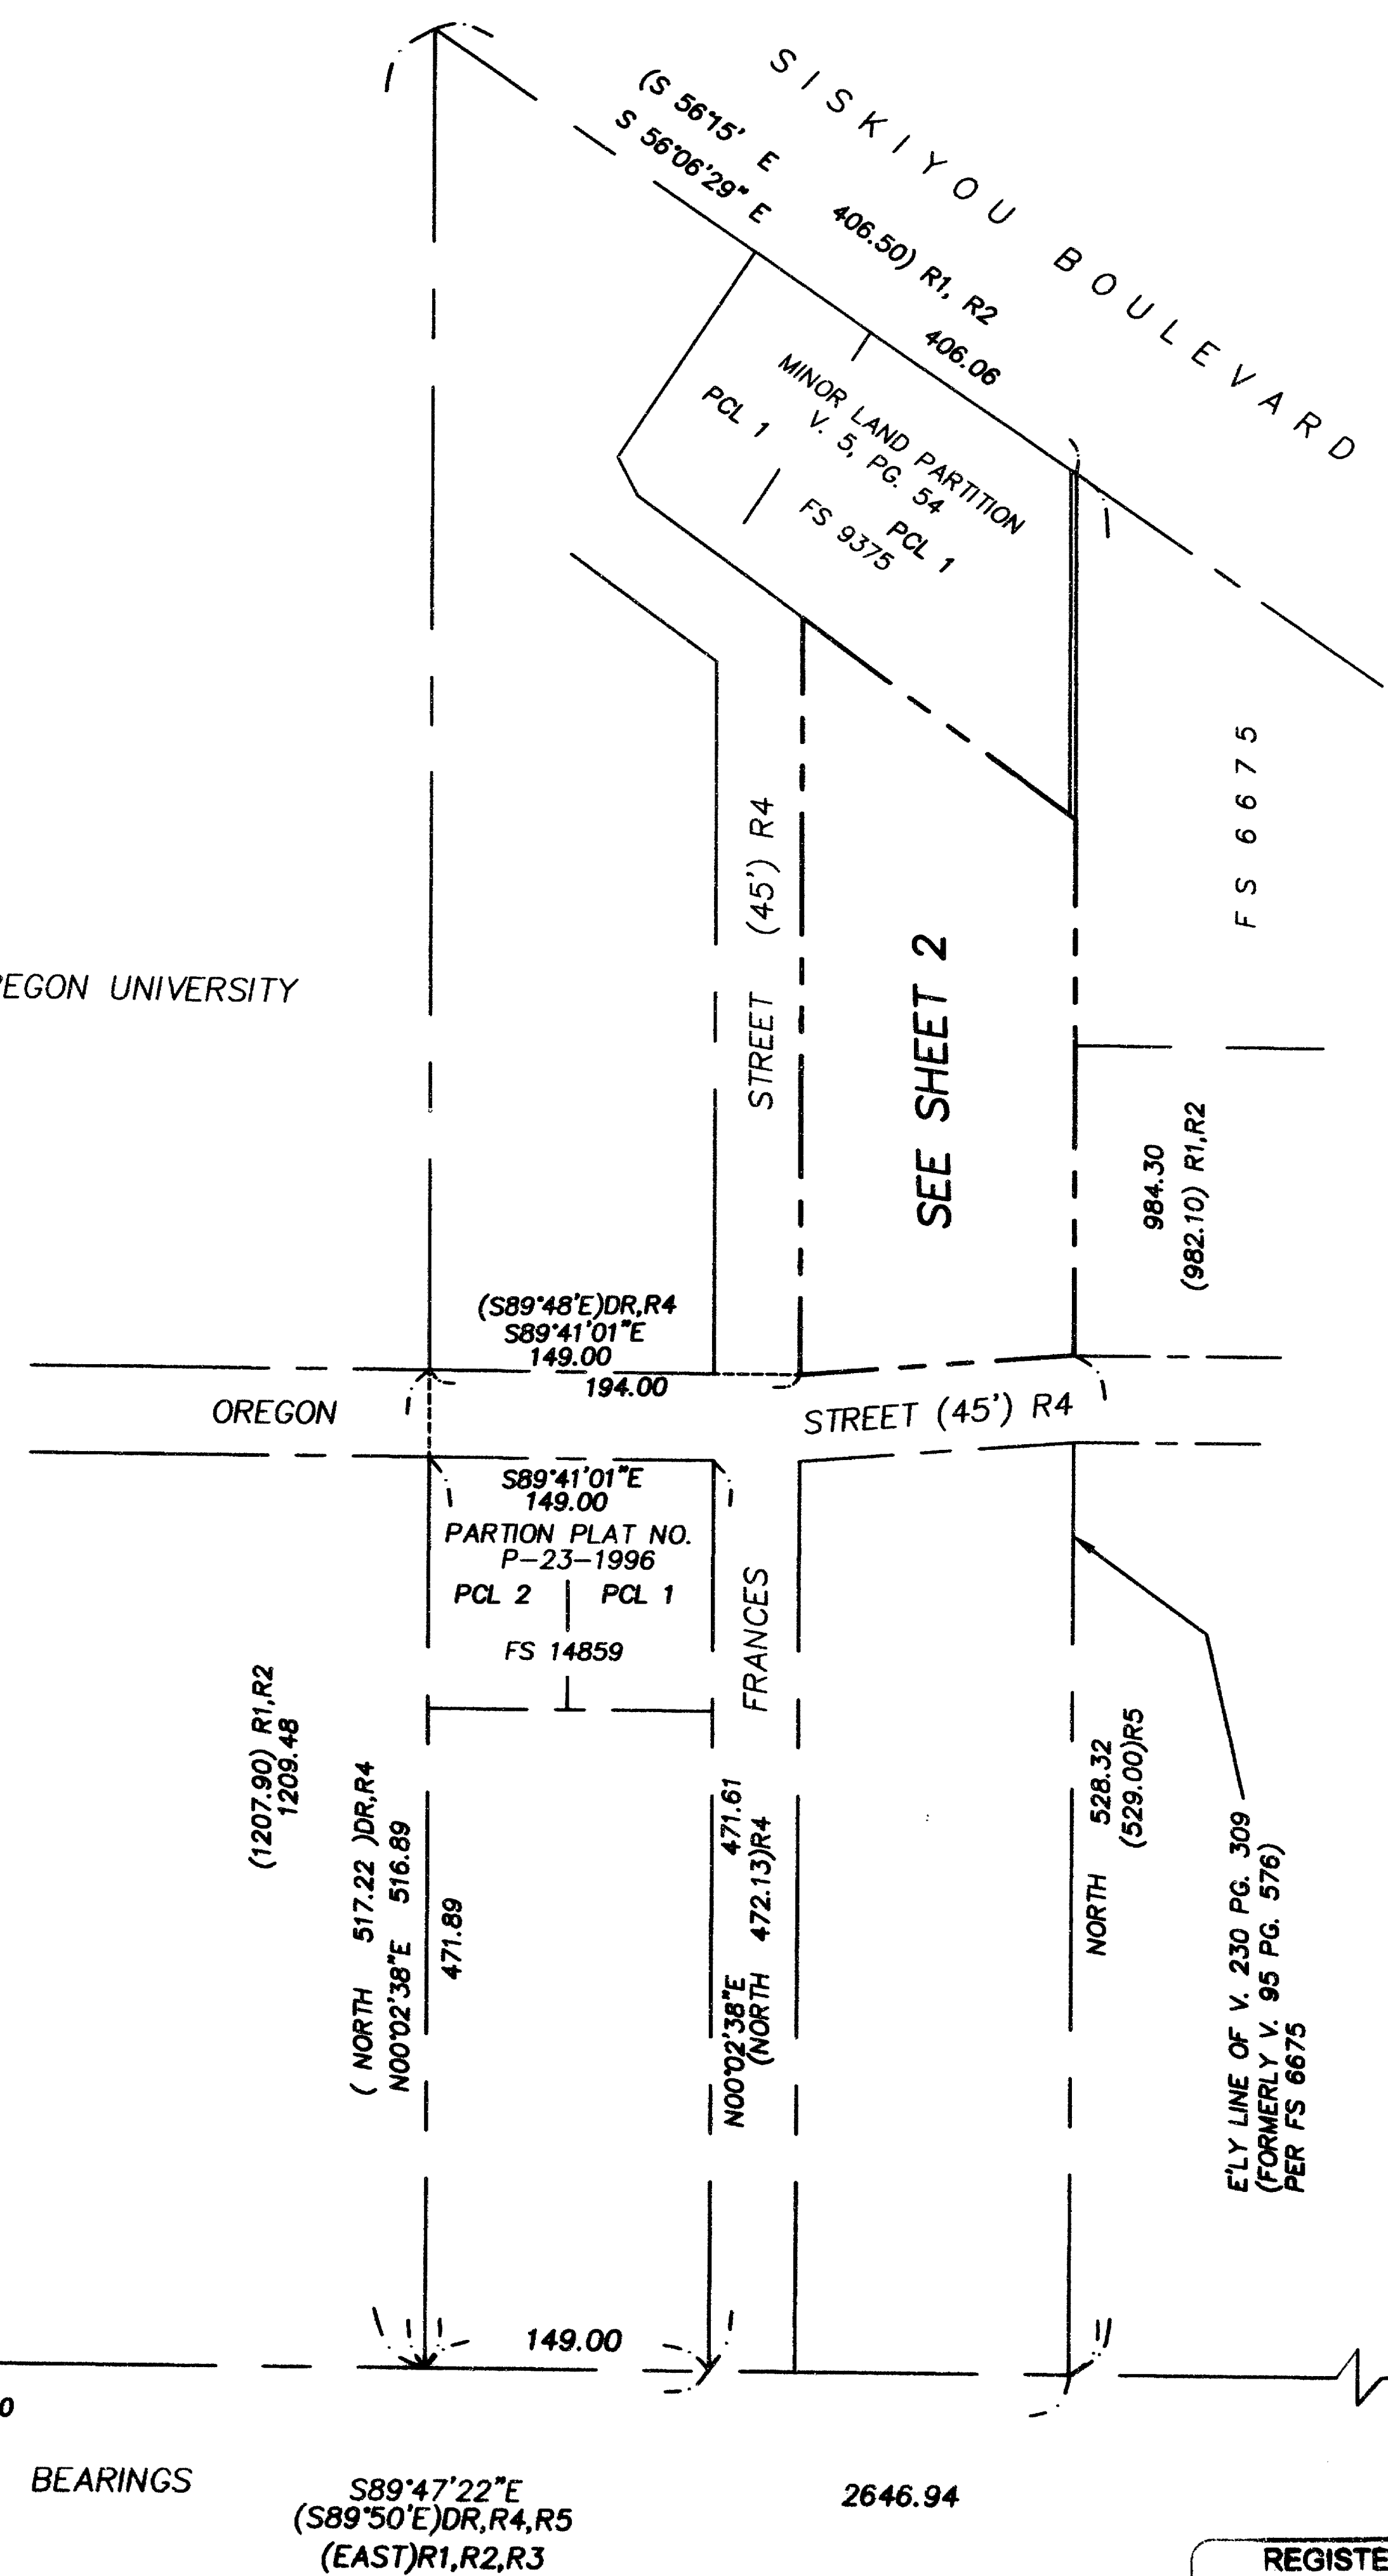 SISKIYOU BOULEVARD
(S 56°15' E 406.50) R1, R2
S 56°06'29" E 406.06
MINOR LAND PARTITION
V. 5, PG. 54
PCL 1
FS 9375
PCL 1
FS 6675
STREET (45') R4
SEE SHEET 2
EGON UNIVERSITY
984.30
(982.10) R1,R2
(S89°48'E)DR,R4
S89°41'01"E
149.00
194.00
OREGON
STREET (45') R4
S89°41'01"E
149.00
PARTION PLAT NO.
P-23-1996
PCL 2
PCL 1
FS 14859
FRANCES
(1207.90) R1,R2
1209.48
( NORTH 517.22 )DR,R4
N00°02'38"E 516.89
471.89
N00°02'38"E 471.61
(NORTH 472.13)R4
NORTH 528.32
(529.00)R5
E'LY LINE OF V. 230 PG. 309
(FORMERLY V. 95 PG. 576)
PER FS 6675
149.00
0
BEARINGS
S89°47'22"E
2646.94
(S89°50'E)DR,R4,R5
(EAST)R1,R2,R3
REGISTE